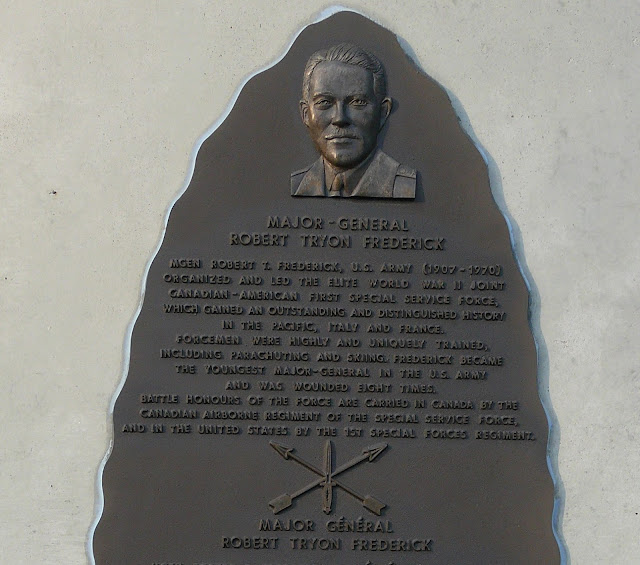 MAJOR-GENERAL
ROBERT TRYON FREDERICK
MGEN ROBERT T. FREDERICK, U.S. ARMY (1907-1970)
ORGANIZED AND LED THE ELITE WORLD WAR II JOINT
CANADIAN-AMERICAN FIRST SPECIAL SERVICE FORCE,
WHICH GAINED AN OUTSTANDING AND DISTINGUISHED HISTORY
IN THE PACIFIC, ITALY AND FRANCE.
FORCEMEN WERE HIGHLY AND UNIQUELY TRAINED,
INCLUDING PARACHUTING AND SKIING. FREDERICK BECAME
THE YOUNGEST MAJOR-GENERAL IN THE U.S. ARMY
AND WAS WOUNDED EIGHT TIMES.
BATTLE HONOURS OF THE FORCE ARE CARRIED IN CANADA BY THE
CANADIAN AIRBORNE REGIMENT OF THE SPECIAL SERVICE FORCE,
AND IN THE UNITED STATES BY THE 1ST SPECIAL FORCES REGIMENT.
MAJOR GÉNÉRAL
ROBERT TRYON FREDERICK